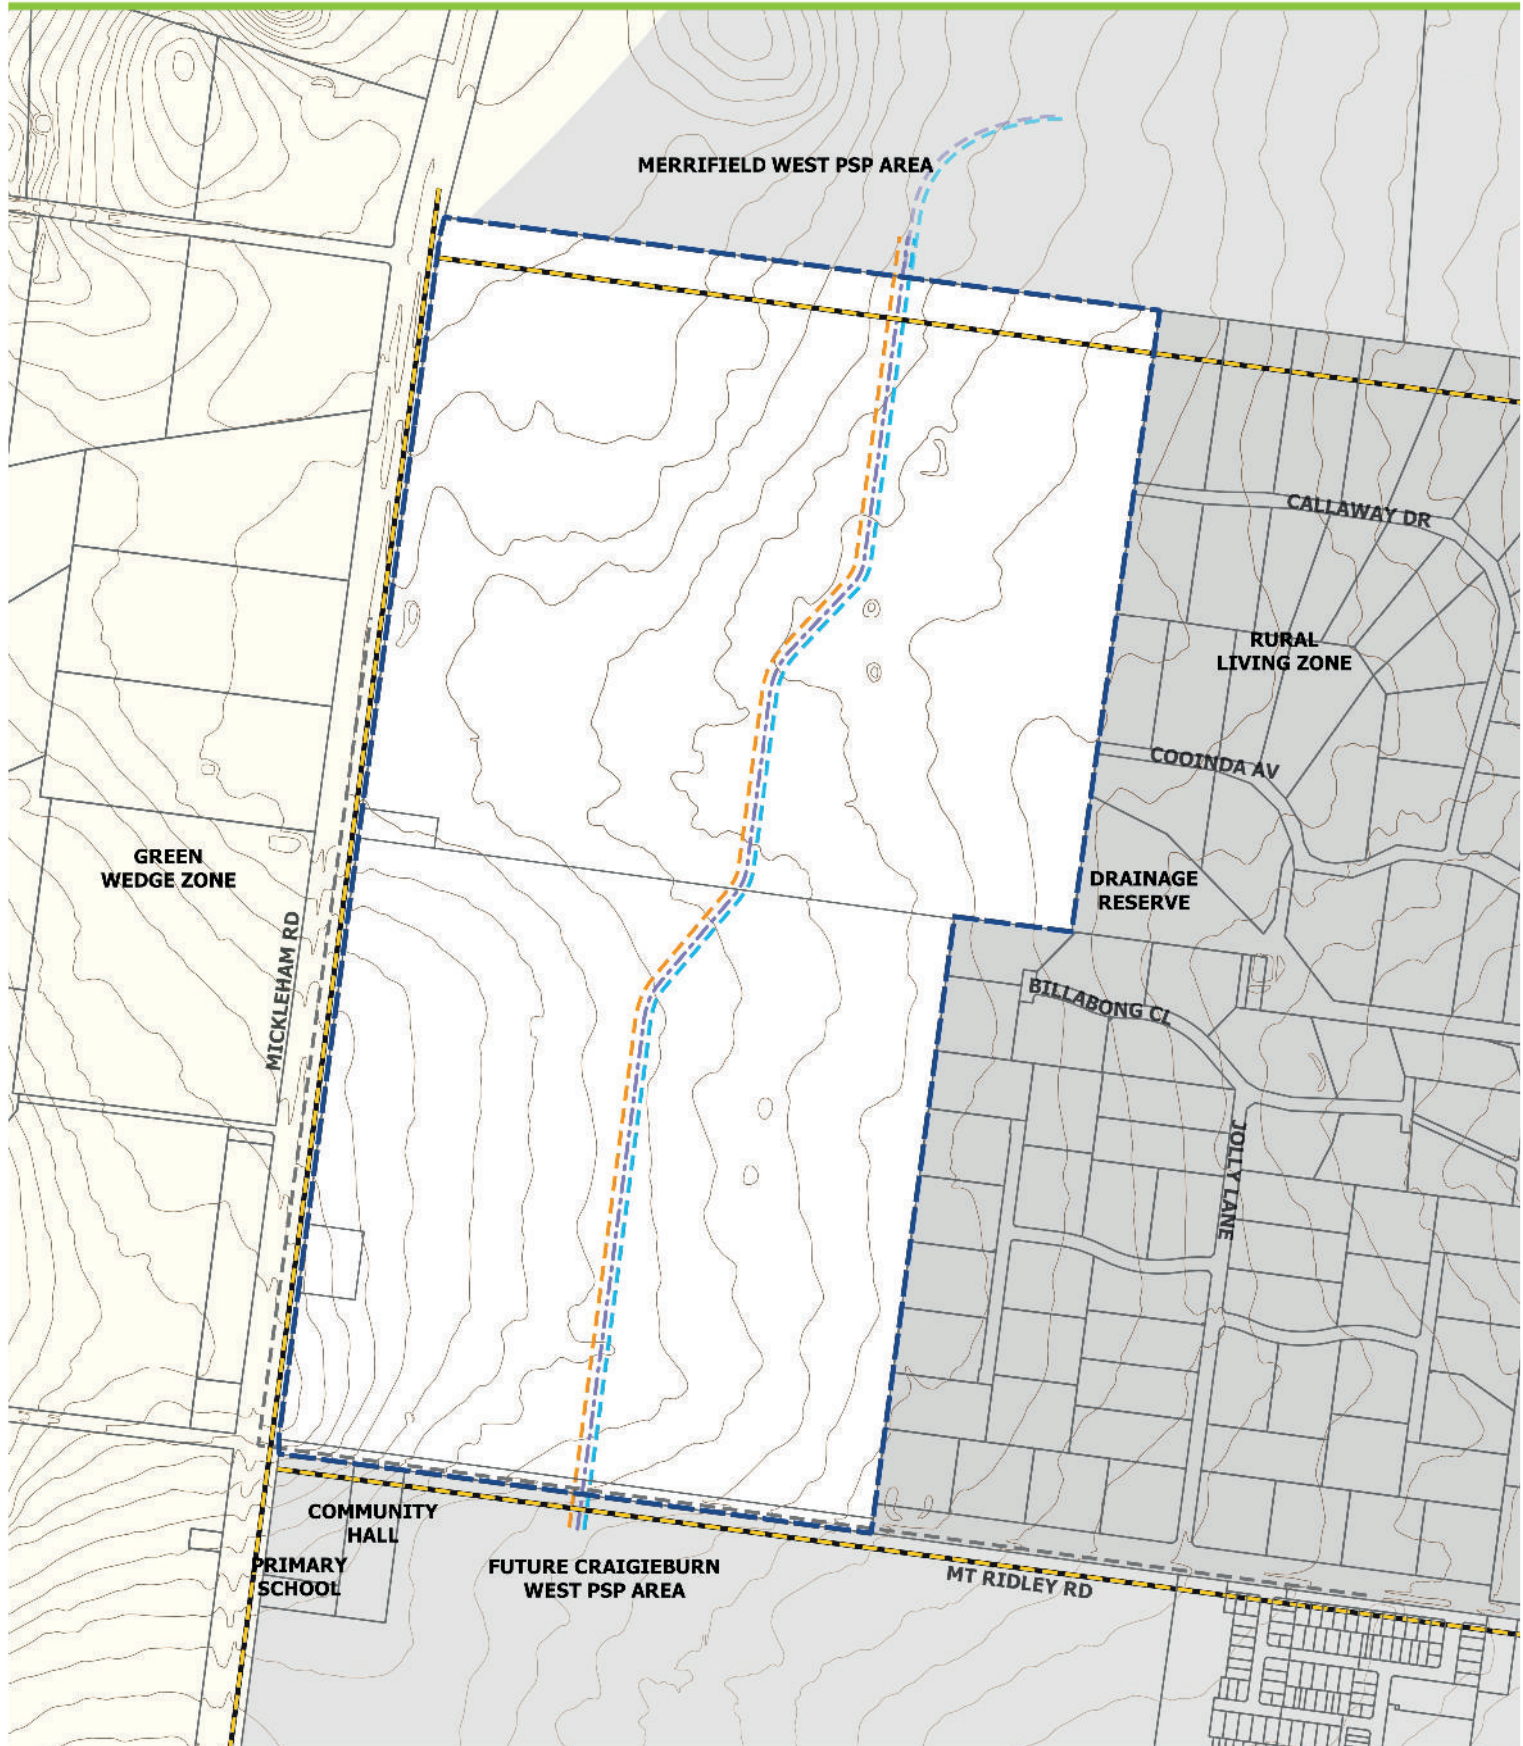 MERRIFIELD WEST PSP AREA
CALLAWAY DR
RURAL
LIVING ZONE
COOINDA AV
GREEN
WEDGE ZONE
DRAINAGE
RESERVE
MICKLEHAM RD
BILLABONG CL
JOLLY LANE
COMMUNITY
HALL
PRIMARY
SCHOOL
FUTURE CRAIGIEBURN
WEST PSP AREA
MT RIDLEY RD